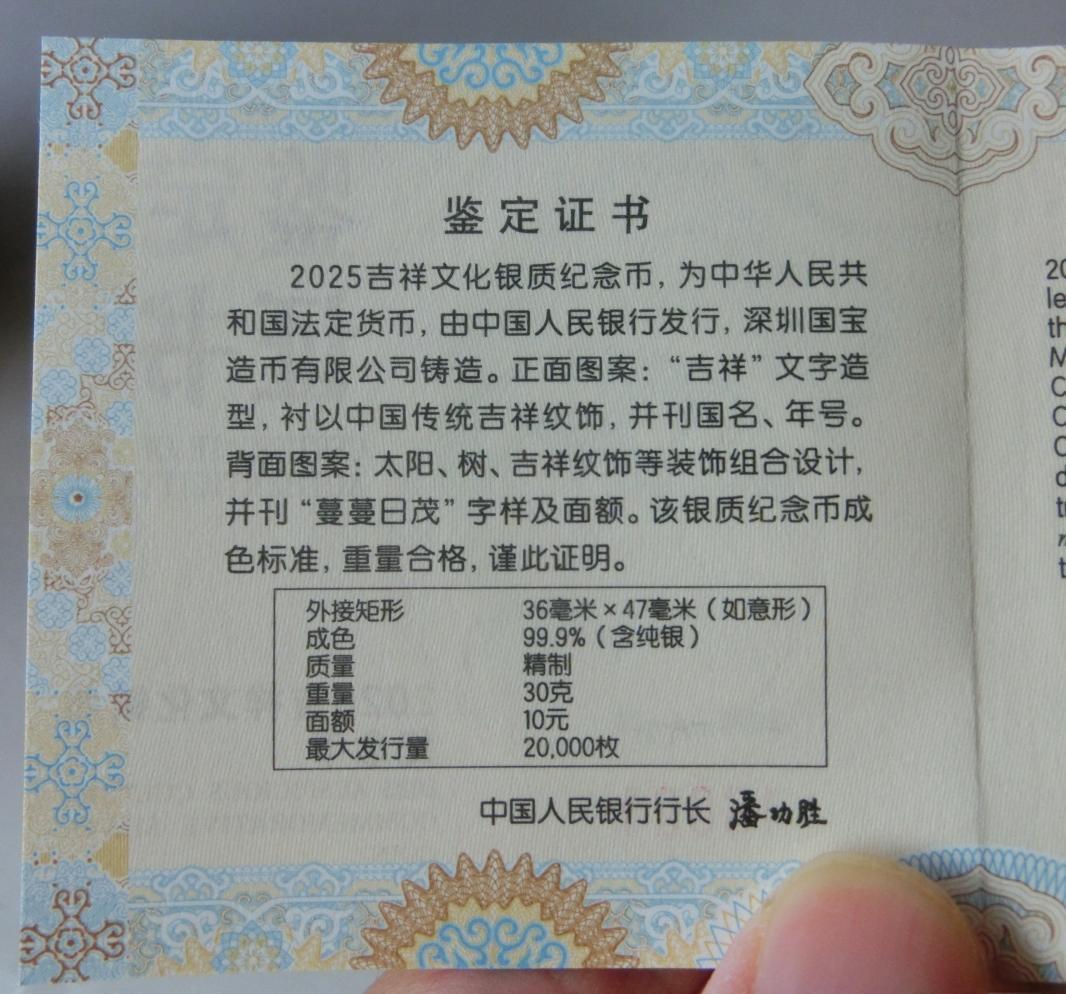 鉴定证书
2025吉祥文化银质纪念币，为中华人民共
和国法定货币，由中国人民银行发行，深圳国宝
造币有限公司铸造。正面图案：“吉祥”文字造
型，衬以中国传统吉祥纹饰，并刊国名、年号。
背面图案：太阳、树、吉祥纹饰等装饰组合设计，
并刊“蔓蔓日茂”字样及面额。该银质纪念币成
色标准，重量合格，谨此证明。
外接矩形 36毫米×47毫米（如意形）
成色 99.9%（含纯银）
质量 精制
重量 30克
面额 10元
最大发行量 20,000枚
中国人民银行行长 潘功胜